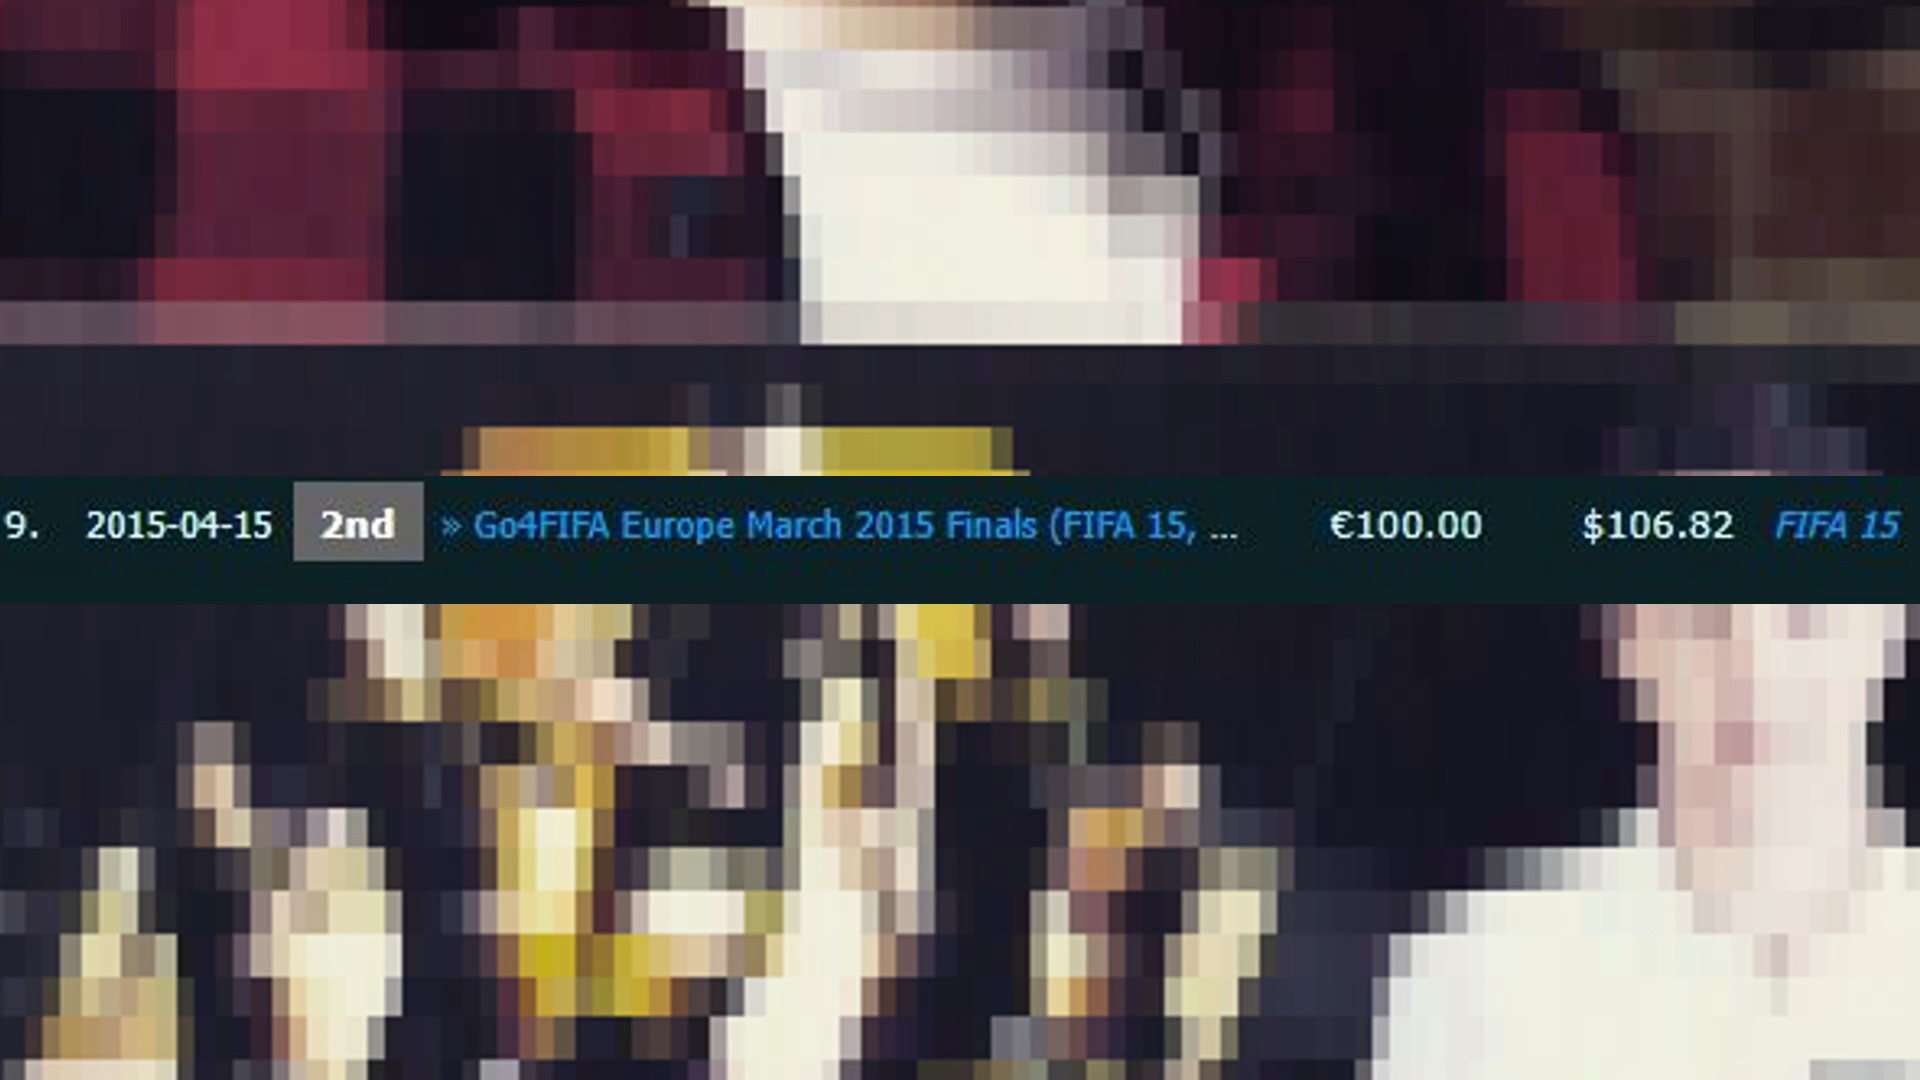 9. 2015-04-15 2nd » Go4FIFA Europe March 2015 Finals (FIFA 15, ... €100.00 $106.82 FIFA 15